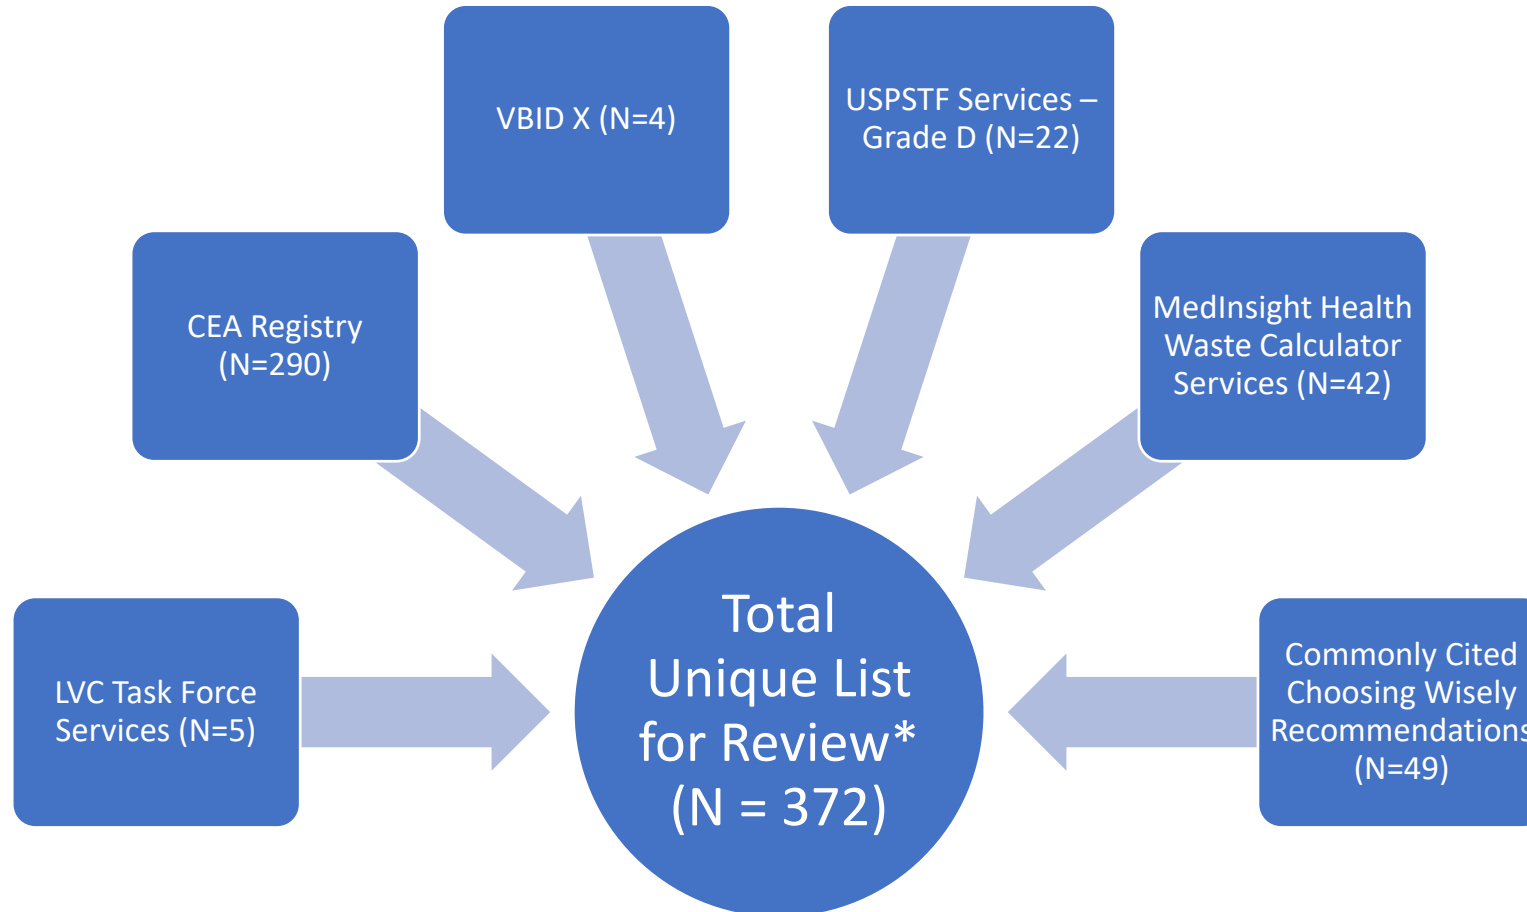 VBID X (N=4)
USPSTF Services –
Grade D (N=22)
CEA Registry
(N=290)
MedInsight Health
Waste Calculator
Services (N=42)
LVC Task Force
Services (N=5)
Total
Unique List
for Review*
(N = 372)
Commonly Cited
Choosing Wisely
Recommendations
(N=49)